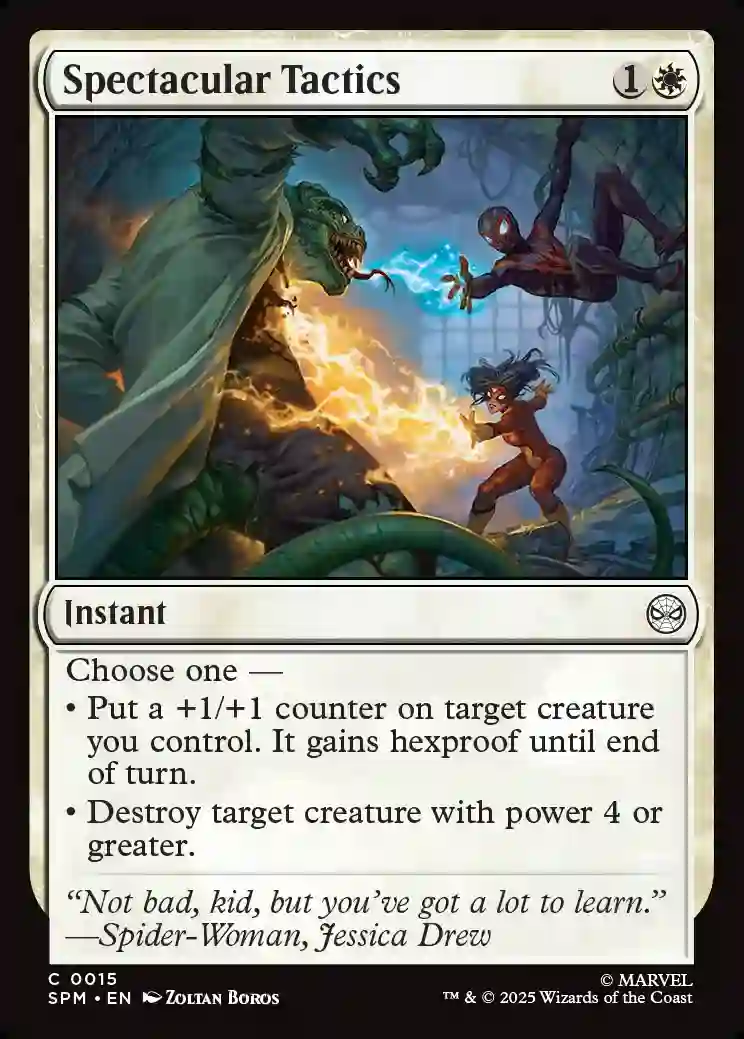 Spectacular Tactics 1
Instant
Choose one —
• Put a +1/+1 counter on target creature
you control. It gains hexproof until end
of turn.
• Destroy target creature with power 4 or
greater.
“Not bad, kid, but you’ve got a lot to learn.”
—Spider-Woman, Jessica Drew
C 0015
© MARVEL
SPM • EN Zoltan Boros
™ & © 2025 Wizards of the Coast